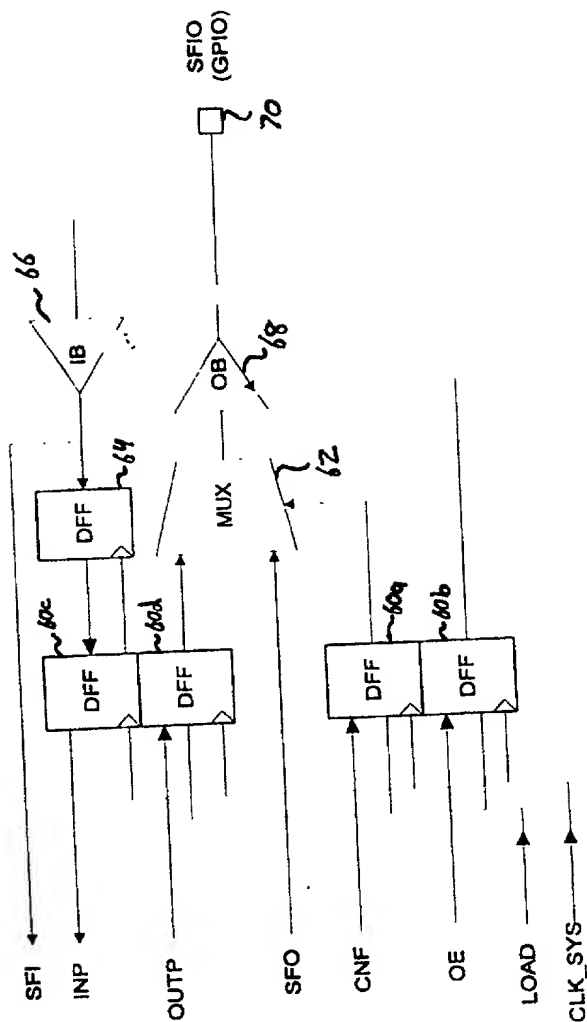 SFIO
(GPIO)
70
66
IB
OB
68
64
DFF
MUX
62
60c
DFF
60d
DFF
60a
DFF
60b
DFF
SFI
INP
OUTP
SFO
CNF
OE
LOAD
CLK_SYS